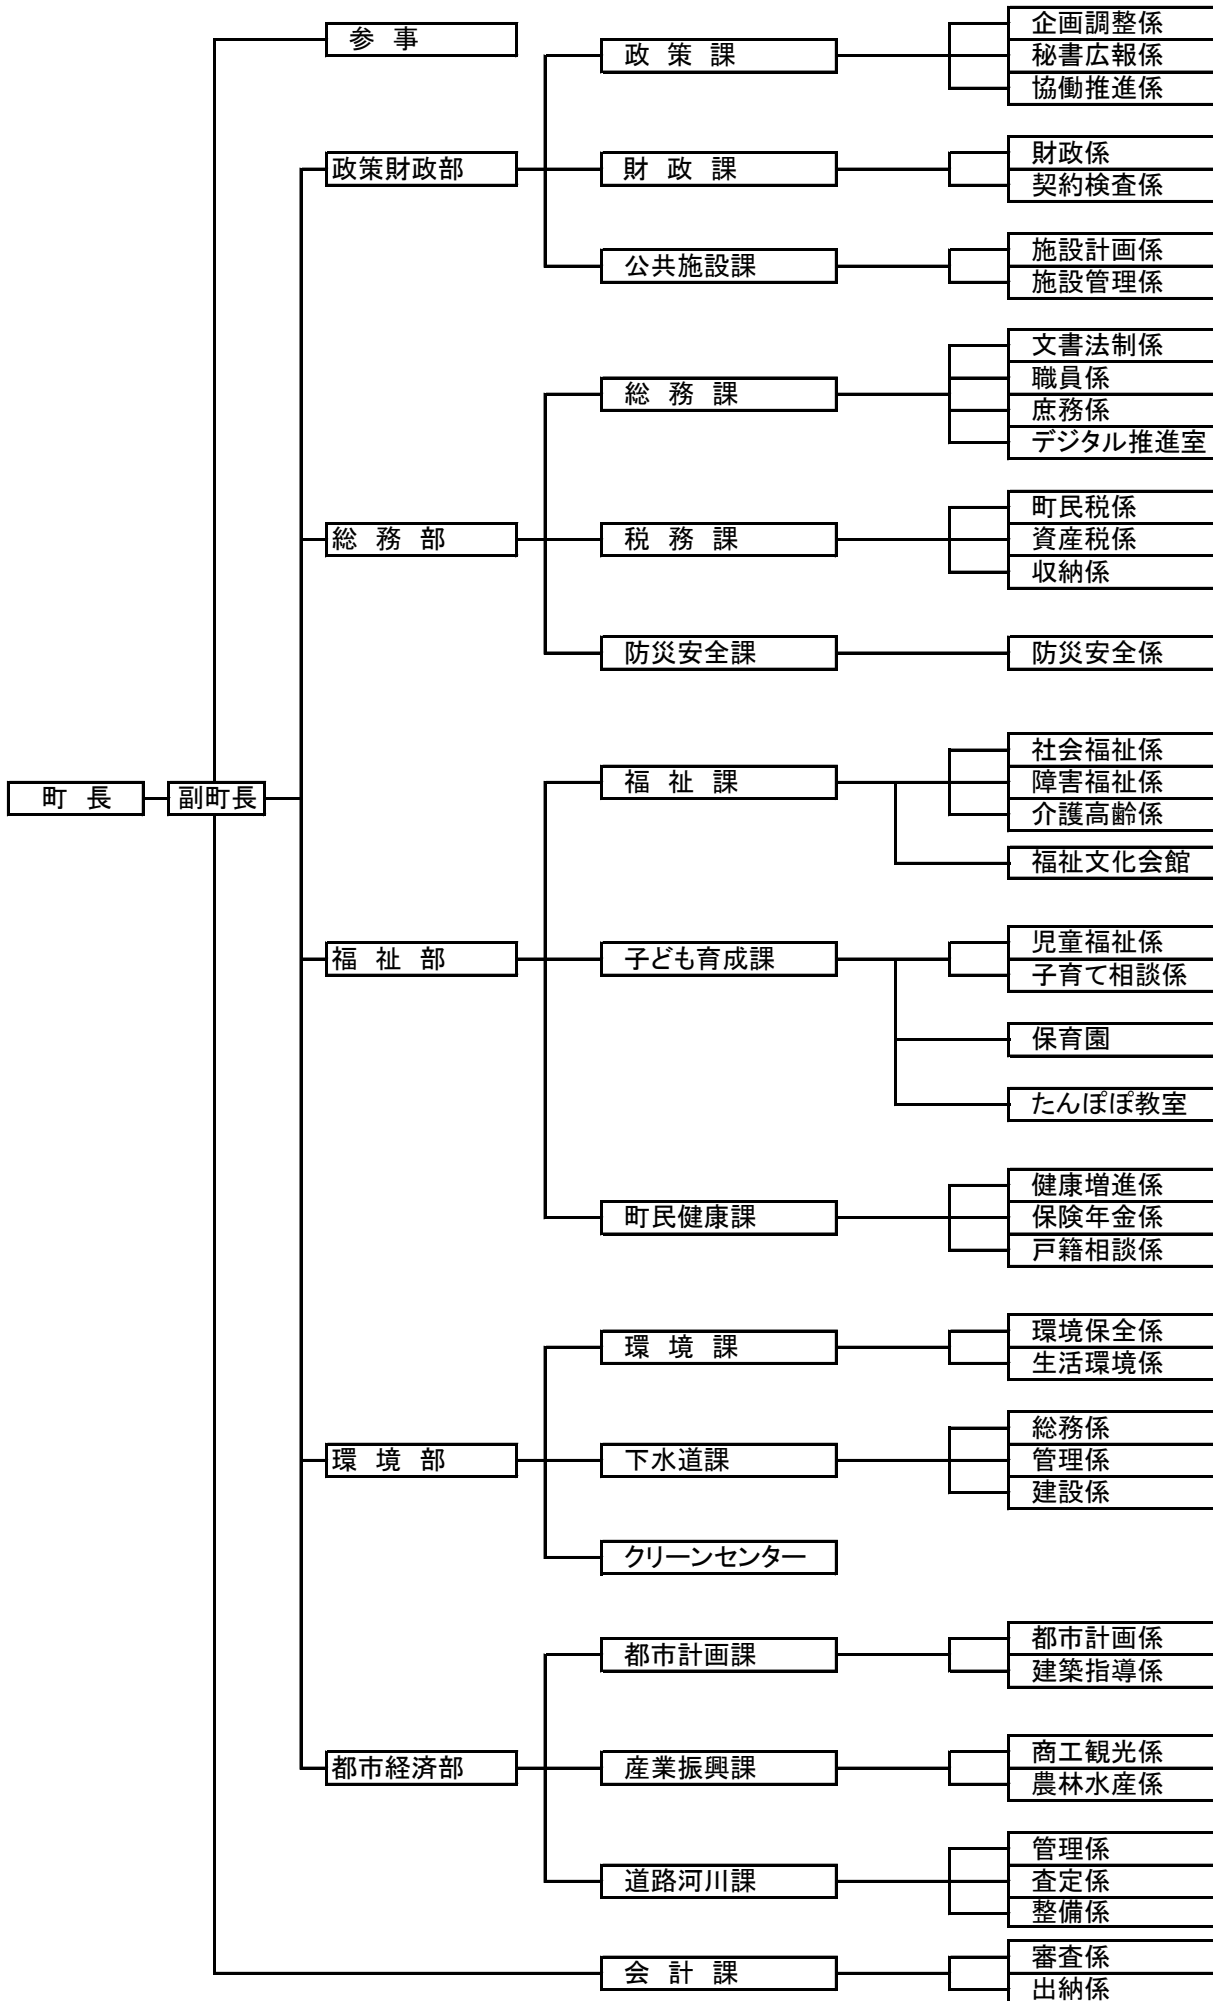 参 事
政 策 課
企画調整係
秘書広報係
協働推進係
政策財政部
財 政 課
財政係
契約検査係
公共施設課
施設計画係
施設管理係
総 務 課
文書法制係
職員係
庶務係
デジタル推進室
総 務 部
税 務 課
町民税係
資産税係
収納係
防災安全課
防災安全係
町 長
副町長
福 祉 課
社会福祉係
障害福祉係
介護高齢係
福祉文化会館
福 祉 部
子ども育成課
児童福祉係
子育て相談係
保育園
たんぽぽ教室
町民健康課
健康増進係
保険年金係
戸籍相談係
環 境 課
環境保全係
生活環境係
環 境 部
下水道課
総務係
管理係
建設係
クリーンセンター
都市計画課
都市計画係
建築指導係
都市経済部
産業振興課
商工観光係
農林水産係
道路河川課
管理係
査定係
整備係
会 計 課
審査係
出納係